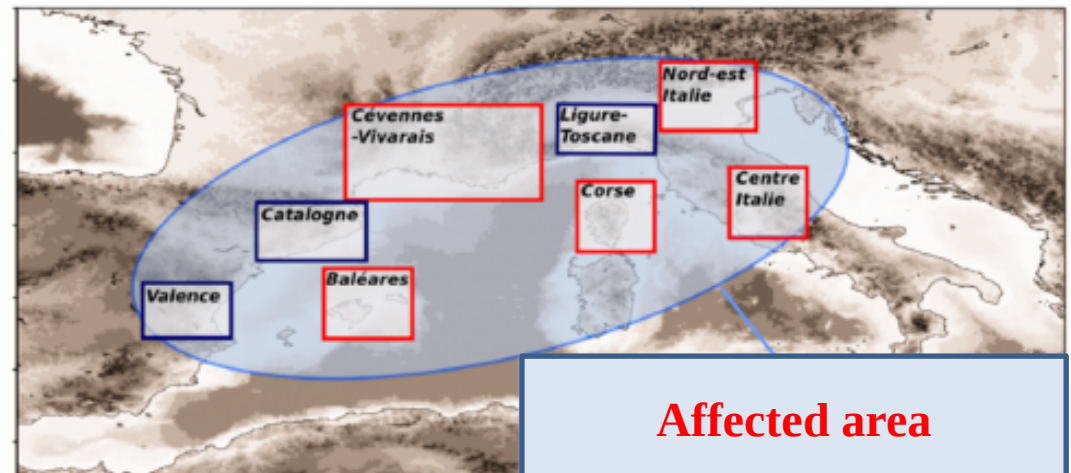 Nord-est
Italie
Cévennes
-Vivarais
Ligure-
Toscane
Centre
Italie
Corse
Catalogne
Baléares
Valence
Affected area